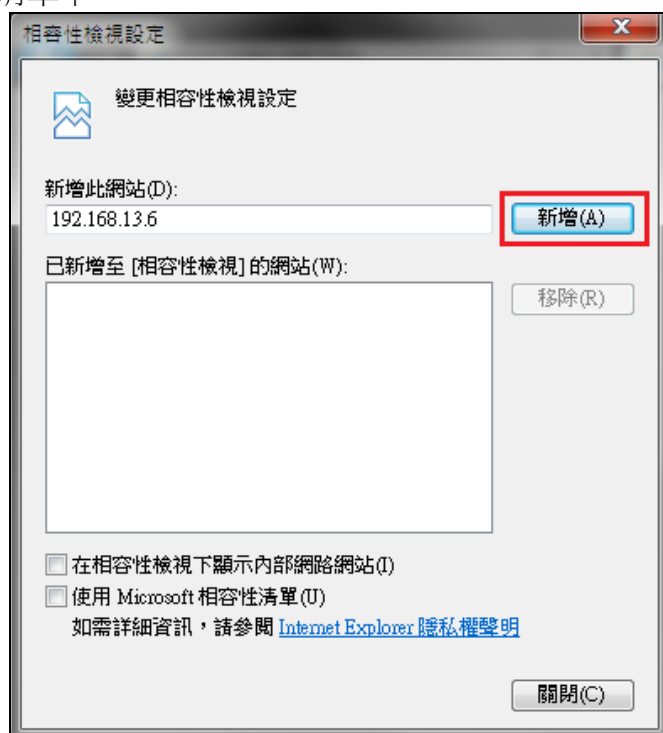 相容性檢視設定
變更相容性檢視設定
新增此網站(D):
192.168.13.6
新增(A)
已新增至 [相容性檢視] 的網站(W):
移除(R)
在相容性檢視下顯示內部網路網站(I)
使用 Microsoft 相容性清單(U)
如需詳細資訊，請參閱 Internet Explorer 隱私權聲明
關閉(C)